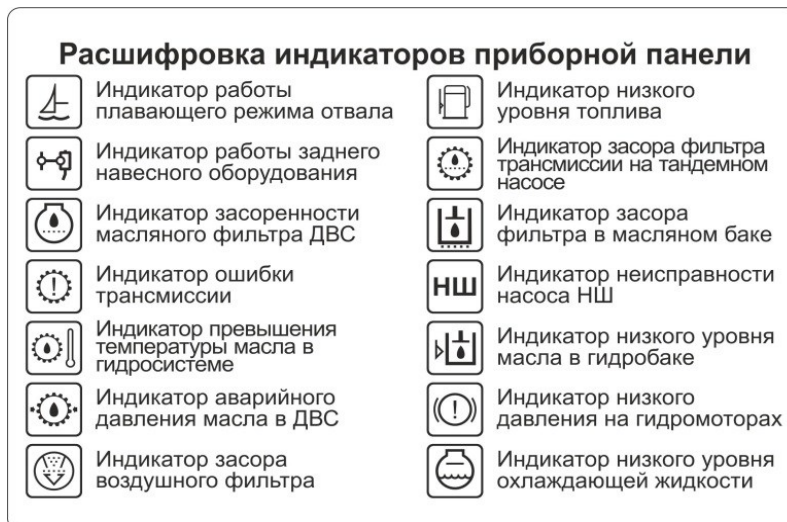 Расшифровка индикаторов приборной панели
Индикатор работы
плавающего режима отвала
Индикатор работы заднего
навесного оборудования
Индикатор засоренности
масляного фильтра ДВС
Индикатор ошибки
трансмиссии
Индикатор превышения
температуры масла в
гидросистеме
Индикатор аварийного
давления масла в ДВС
Индикатор засора
воздушного фильтра
Индикатор низкого
уровня топлива
Индикатор засора фильтра
трансмиссии на тандемном
насосе
Индикатор засора
фильтра в масляном баке
НШ
Индикатор неисправности
насоса НШ
Индикатор низкого уровня
масла в гидробаке
Индикатор низкого
давления на гидромоторах
Индикатор низкого уровня
охлаждающей жидкости